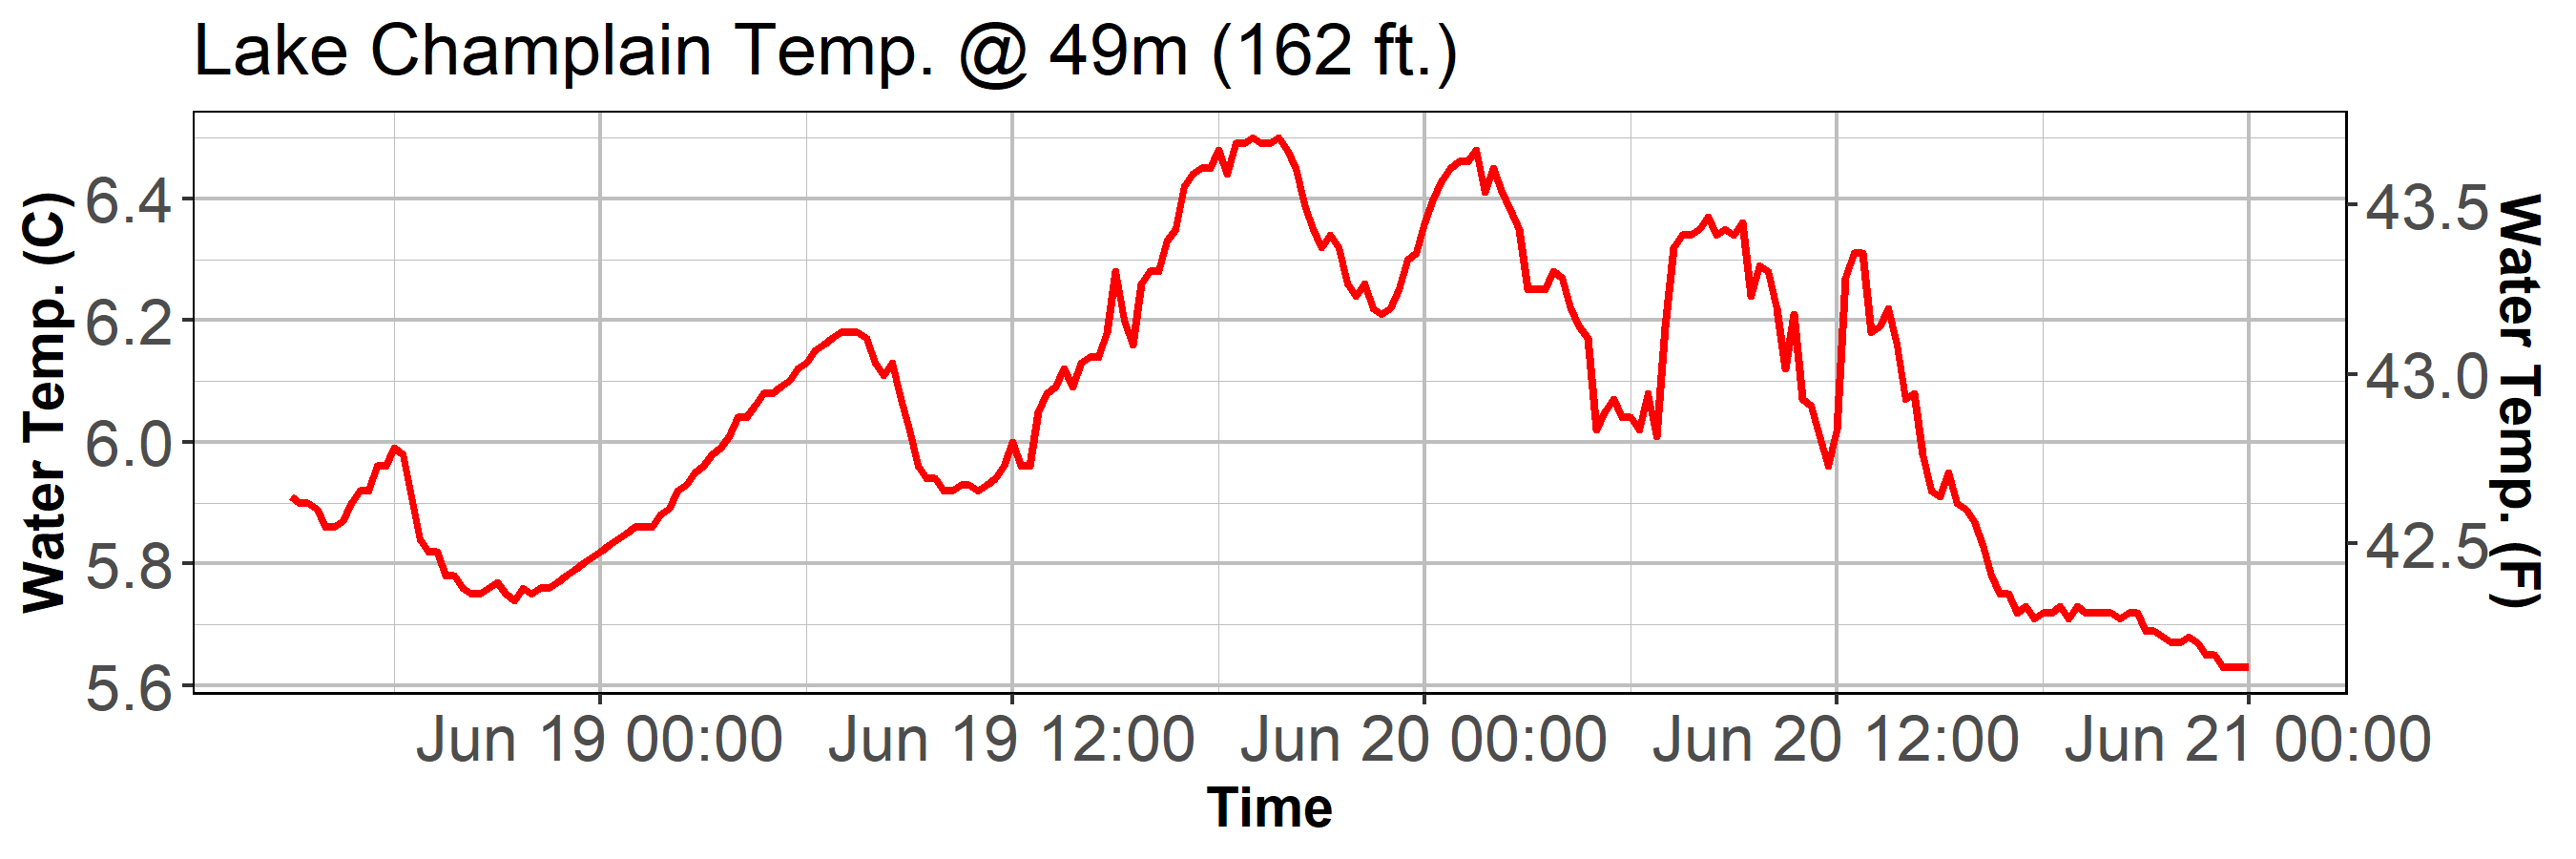 Lake Champlain Temp. @ 49m (162 ft.)
Water Temp. (C)
6.4
6.2
6.0
5.8
5.6
43.5
43.0
42.5
Water Temp. (F)
Jun 19 00:00 Jun 19 12:00 Jun 20 00:00 Jun 20 12:00 Jun 21 00:00
Time